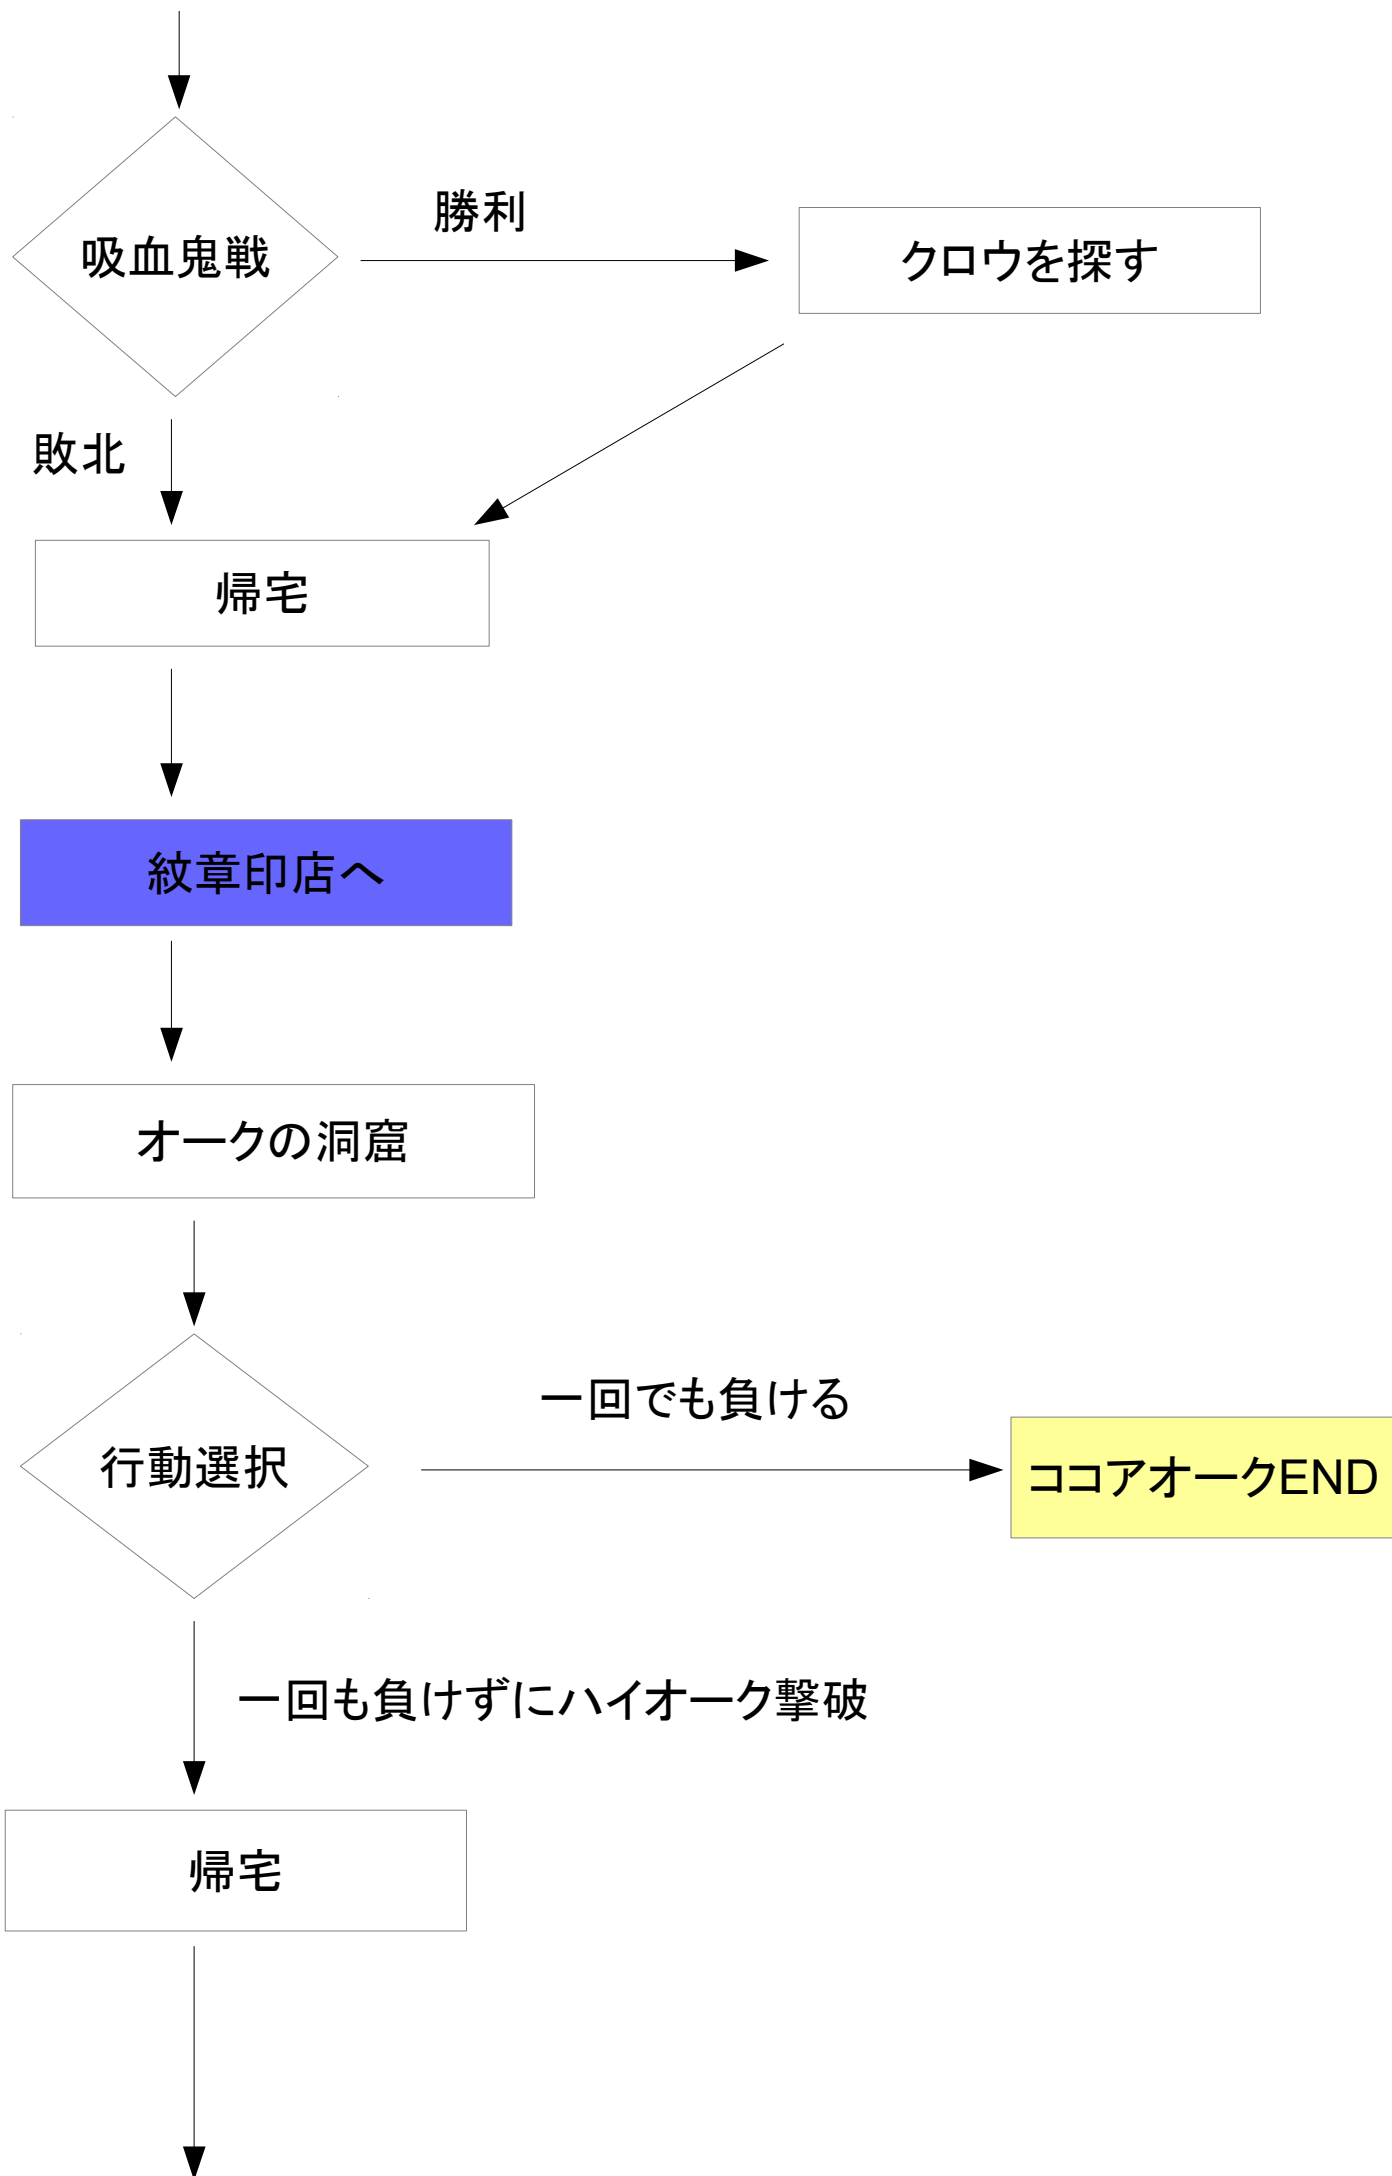 勝利
吸血鬼戦
クロウを探す
敗北
帰宅
紋章印店へ
オークの洞窟
一回でも負ける
行動選択
ココアオークEND
一回も負けずにハイオーク撃破
帰宅